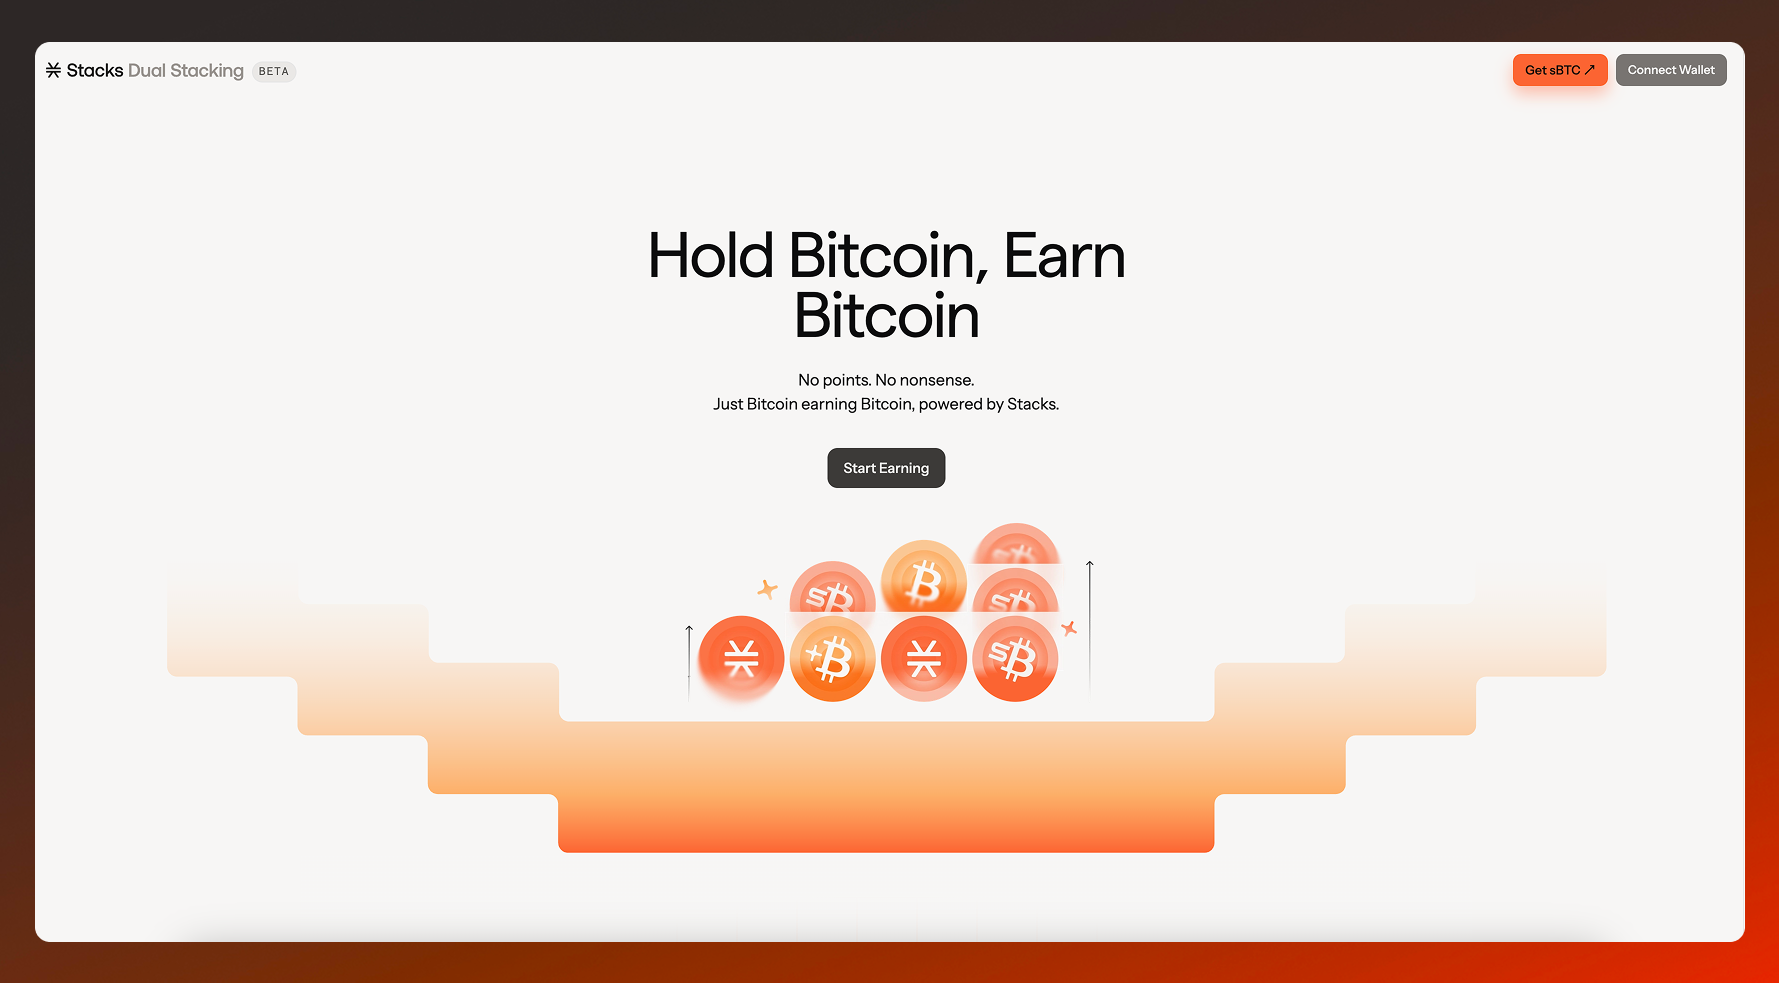 Stacks Dual Stacking BETA
Get sBTC ↗
Connect Wallet
Hold Bitcoin, Earn
Bitcoin
No points. No nonsense.
Just Bitcoin earning Bitcoin, powered by Stacks.
Start Earning